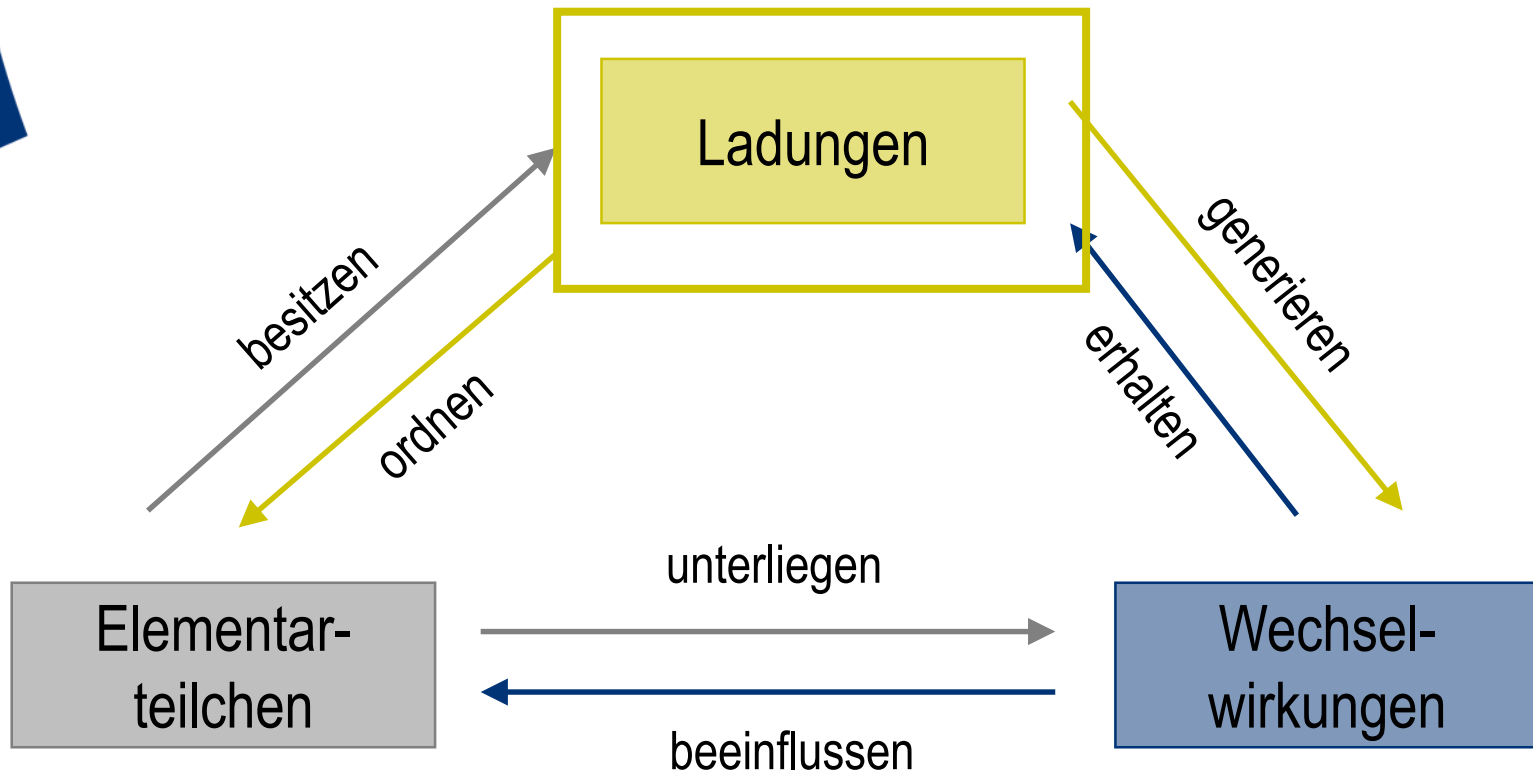 Ladungen
besitzen
ordnen
generieren
erhalten
unterliegen
Elementar-
teilchen
Wechsel-
wirkungen
beeinflussen